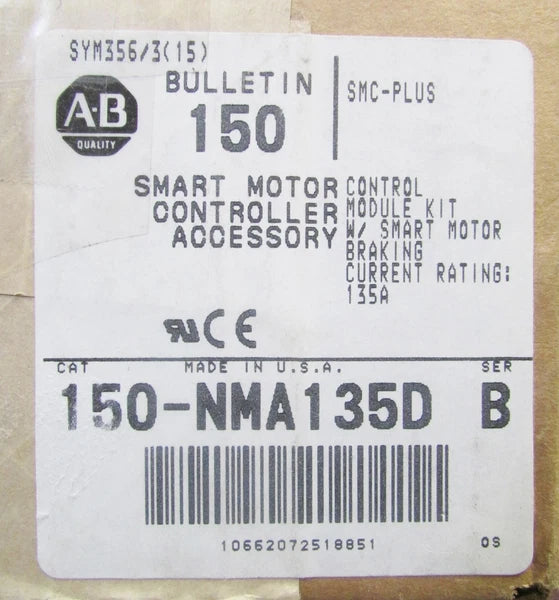 SYM356/3(15)
A-B
QUALITY
BULLETIN
150
SMC-PLUS
SMART MOTOR
CONTROLLER
ACCESSORY
CONTROL
MODULE KIT
W/ SMART MOTOR
BRAKING
CURRENT RATING:
135A
CE
CAT MADE IN U.S.A. SER
150-NMA135D B
10662072518851 OS